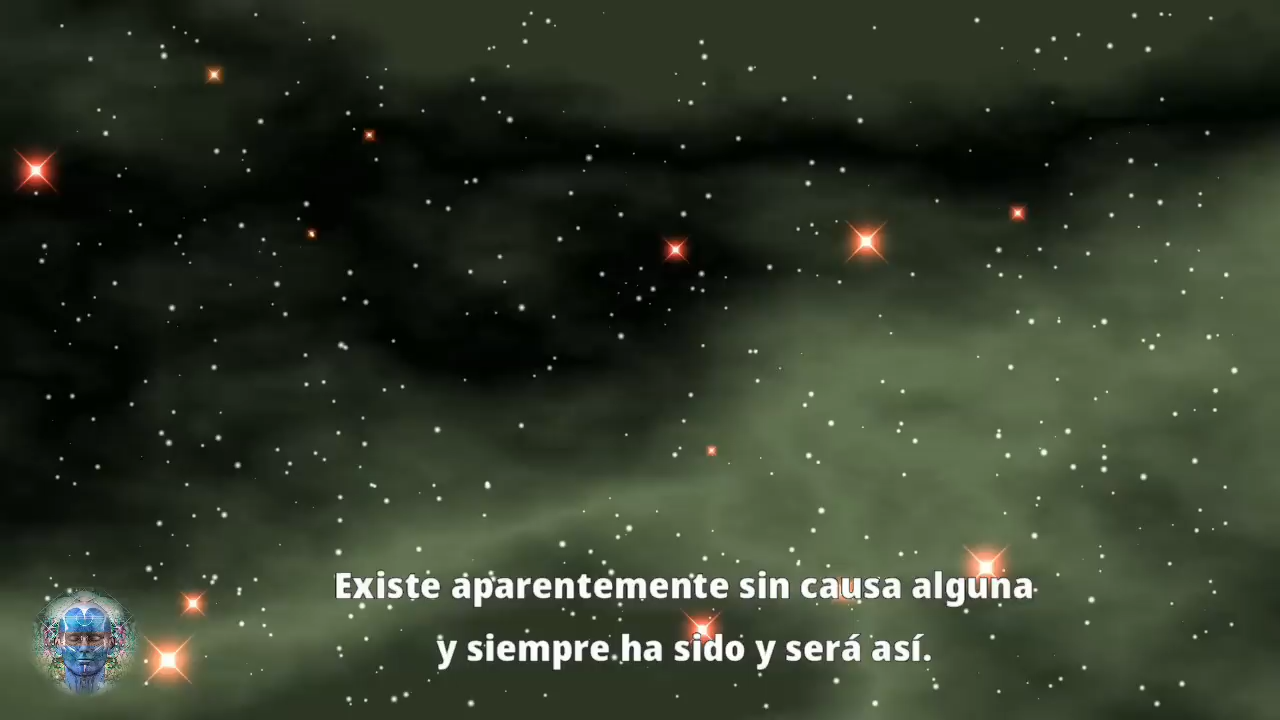 Existe aparentemente sin causa alguna
y siempre ha sido y será así.